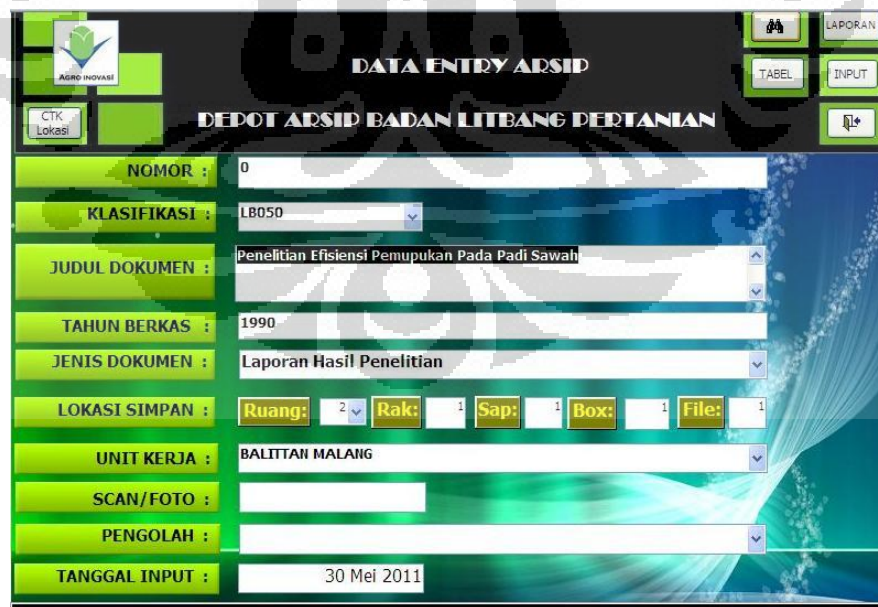 LAPORAN
AGRO INOVASI
DATA ENTRY ARSIP
TABEL
INPUT
CTK Lokasi
DEPOT ARSIP BADAN LITBANG PERTANIAN
NOMOR : 0
KLASIFIKASI : LB050
JUDUL DOKUMEN : Penelitian Efisiensi Pemupukan Pada Padi Sawah
TAHUN BERKAS : 1990
JENIS DOKUMEN : Laporan Hasil Penelitian
LOKASI SIMPAN : Ruang: 2 Rak: 1 Sap: 1 Box: 1 File: 1
UNIT KERJA : BALITTAN MALANG
SCAN/FOTO :
PENGOLAH :
TANGGAL INPUT : 30 Mei 2011